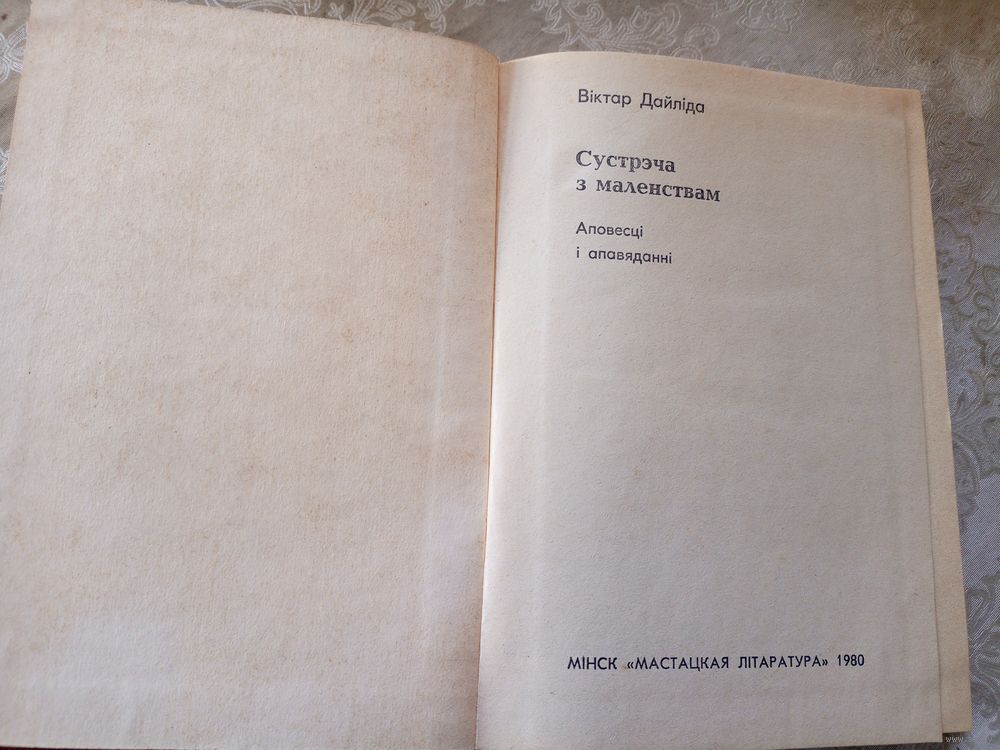 Віктар Дайліда
Сустрэча
з маленствам
Аповесці
і апавяданні
МІНСК «МАСТАЦКАЯ ЛІТАРАТУРА» 1980